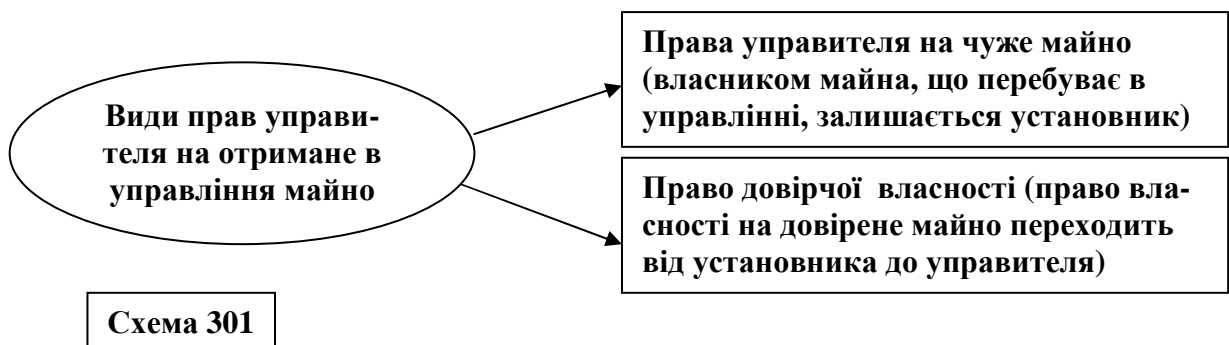 Види прав управи-
теля на отримане в
управління майно
Права управителя на чуже майно
(власником майна, що перебуває в
управлінні, залишається установник)
Право довірчої власності (право вла-
сності на довірене майно переходить
від установника до управителя)
Схема 301